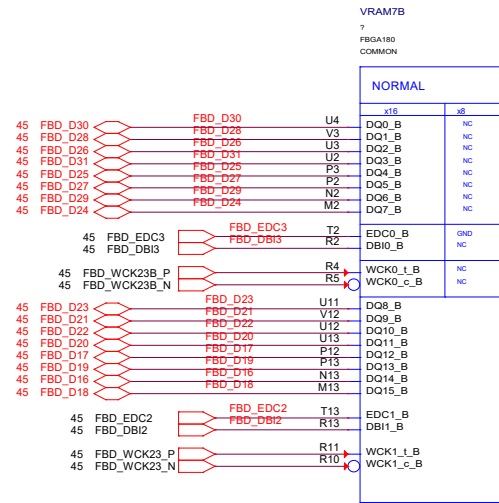 VRAM7B
?
FBGA180
COMMON
NORMAL
x16 x8
45 FBD_D30 FBD_D30 U4 DQ0_B NC
45 FBD_D28 FBD_D28 V3 DQ1_B NC
45 FBD_D26 FBD_D26 U3 DQ2_B NC
45 FBD_D31 FBD_D31 U2 DQ3_B NC
45 FBD_D25 FBD_D25 P3 DQ4_B NC
45 FBD_D27 FBD_D27 P2 DQ5_B NC
45 FBD_D29 FBD_D29 N2 DQ6_B NC
45 FBD_D24 FBD_D24 M2 DQ7_B NC
45 FBD_EDC3 FBD_EDC3 T2 EDC0_B GND
45 FBD_DBI3 FBD_DBI3 R2 DBI0_B NC
45 FBD_WCK23B_P R4 WCK0_t_B NC
45 FBD_WCK23B_N R5 WCK0_c_B NC
45 FBD_D23 FBD_D23 U11 DQ8_B
45 FBD_D21 FBD_D21 V12 DQ9_B
45 FBD_D22 FBD_D22 U12 DQ10_B
45 FBD_D20 FBD_D20 U13 DQ11_B
45 FBD_D17 FBD_D17 P12 DQ12_B
45 FBD_D19 FBD_D19 P13 DQ13_B
45 FBD_D16 FBD_D16 N13 DQ14_B
45 FBD_D18 FBD_D18 M13 DQ15_B
45 FBD_EDC2 FBD_EDC2 T13 EDC1_B
45 FBD_DBI2 FBD_DBI2 R13 DBI1_B
45 FBD_WCK23_P R11 WCK1_t_B
45 FBD_WCK23_N R10 WCK1_c_B